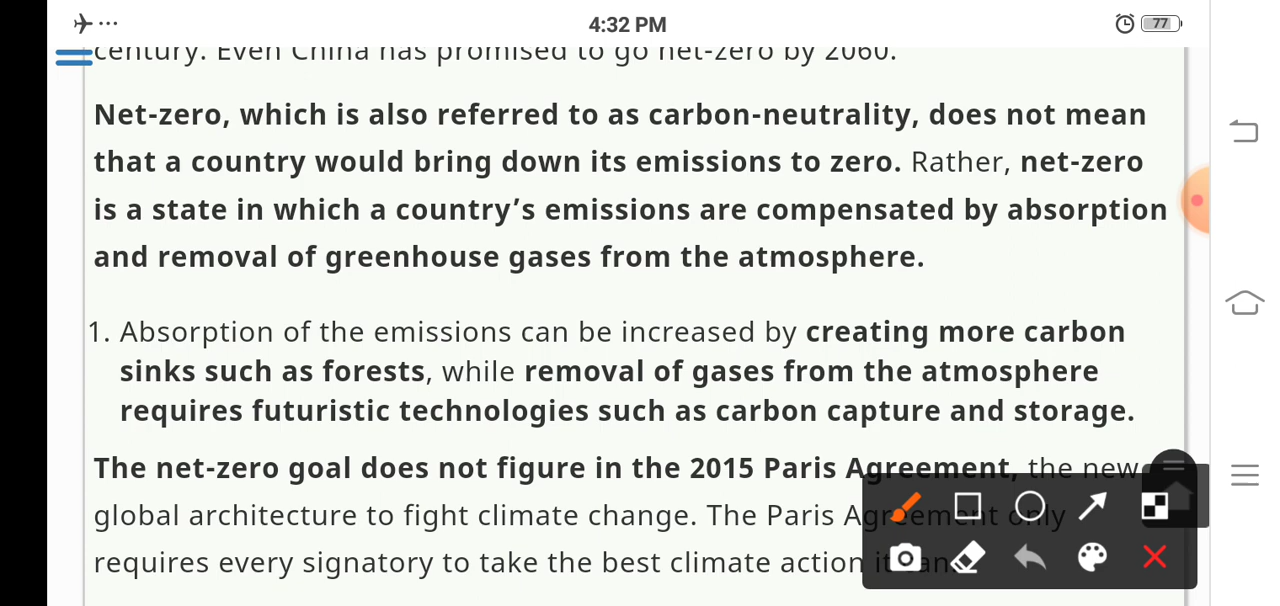 4:32 PM
77
century. Even China has promised to go net-zero by 2060.
Net-zero, which is also referred to as carbon-neutrality, does not mean
that a country would bring down its emissions to zero. Rather, net-zero
is a state in which a country’s emissions are compensated by absorption
and removal of greenhouse gases from the atmosphere.
1. Absorption of the emissions can be increased by creating more carbon
sinks such as forests, while removal of gases from the atmosphere
requires futuristic technologies such as carbon capture and storage.
The net-zero goal does not figure in the 2015 Paris Agreement, the new
global architecture to fight climate change. The Paris Agreement only
requires every signatory to take the best climate action it can